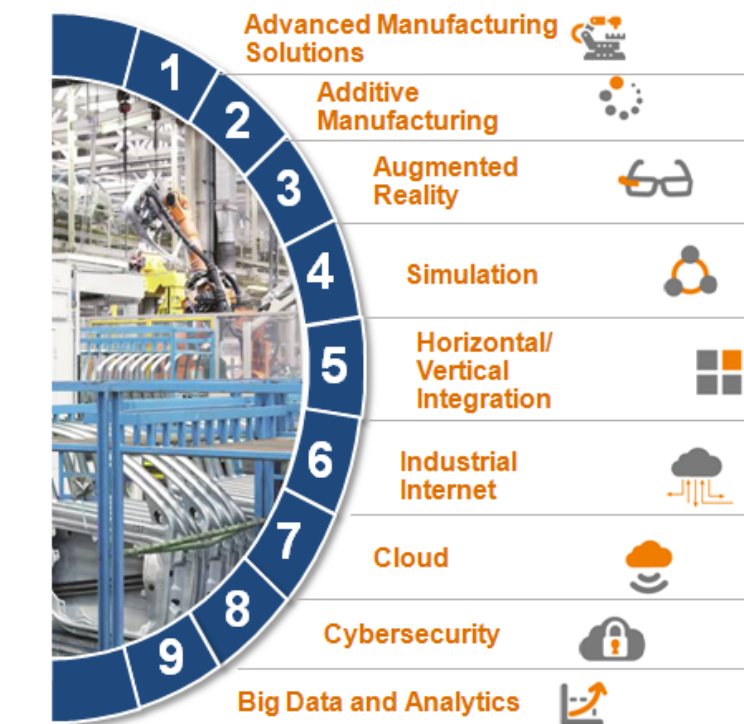 Advanced Manufacturing
Solutions
1
Additive
Manufacturing
2
Augmented
Reality
3
Simulation
4
Horizontal/
Vertical
Integration
5
Industrial
Internet
6
Cloud
7
Cybersecurity
8
Big Data and Analytics
9